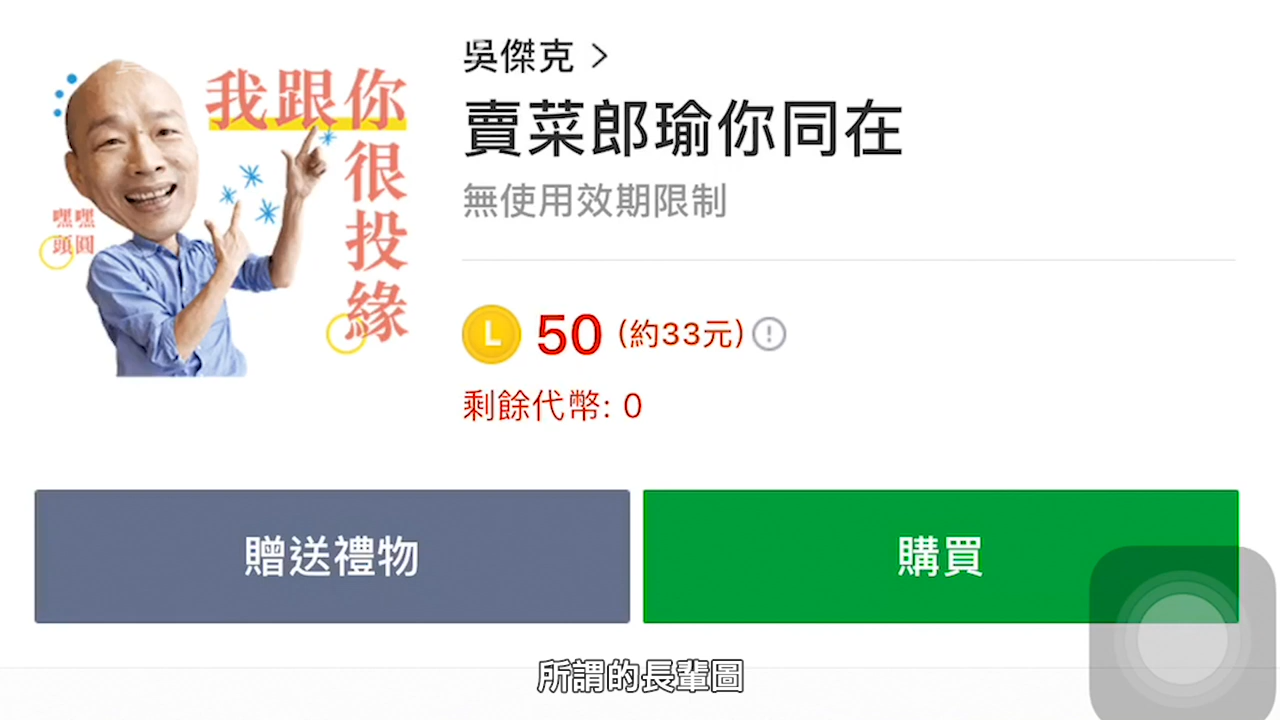 吳傑克 >
賣菜郎瑜你同在
無使用效期限制
我跟你
很投緣
嘿嘿
頭圓
L 50 (約33元) !
剩餘代幣: 0
贈送禮物
購買
所謂的長輩圖